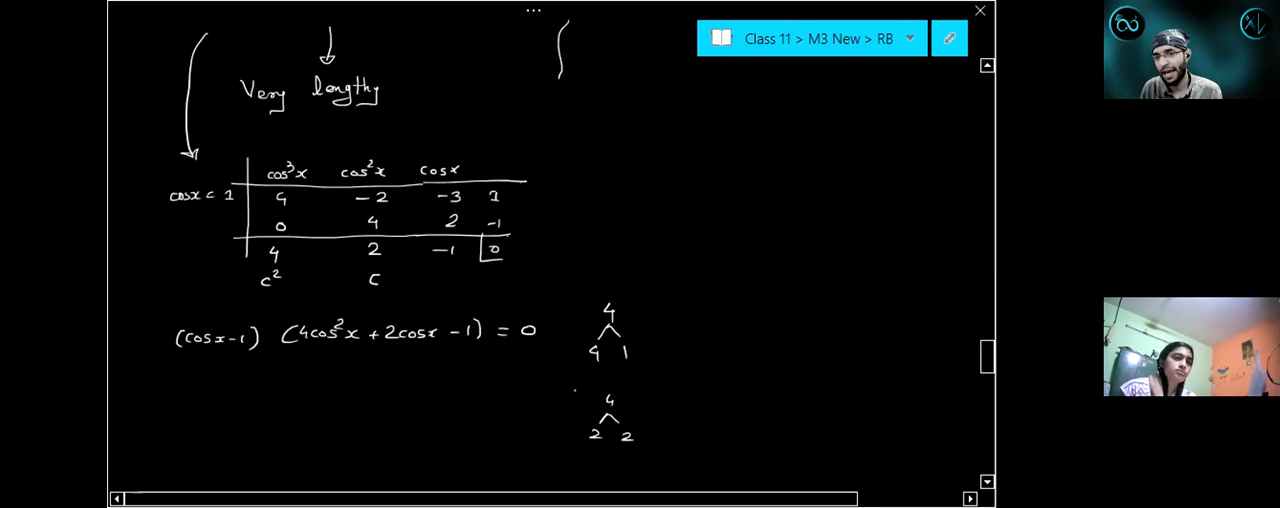 ...
Class 11 > M3 New > RB
Very lengthy
cos³x cos²x cosx
cosx = 1 4 -2 -3 1
0 4 2 -1
4 2 -1 0
c² c
(cosx-1) (4cos²x + 2cosx - 1) = 0
4
4 1
4
2 2